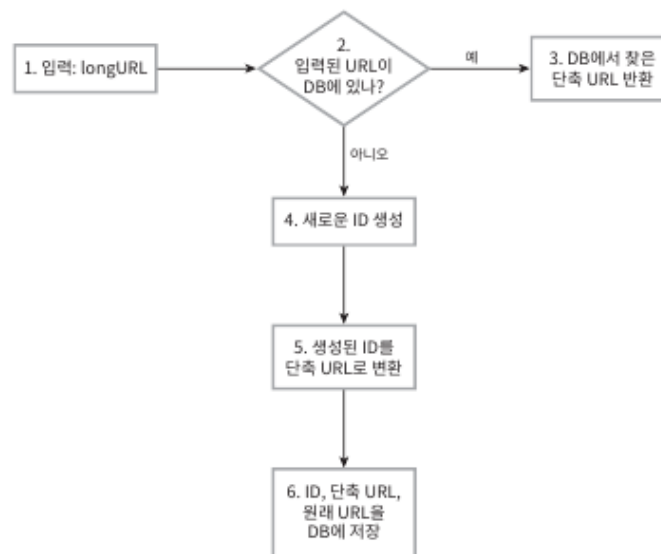 1. 입력: longURL
2.
입력된 URL이
DB에 있나?
예
3. DB에서 찾은
단축 URL 반환
아니오
4. 새로운 ID 생성
5. 생성된 ID를
단축 URL로 변환
6. ID, 단축 URL,
원래 URL을
DB에 저장